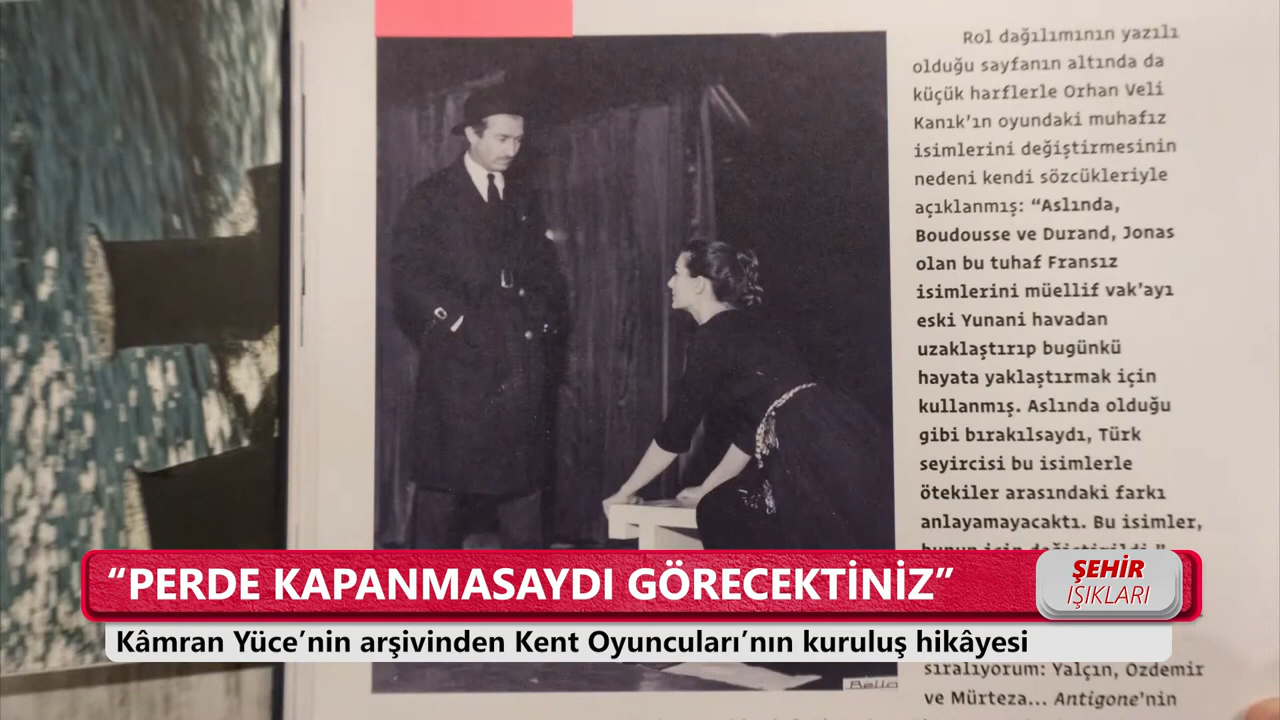 Rol dağılımının yazılı
olduğu sayfanın altında da
küçük harflerle Orhan Veli
Kanık’ın oyundaki muhafız
isimlerini değiştirmesinin
nedeni kendi sözcükleriyle
açıklanmış: “Aslında,
Boudousse ve Durand, Jonas
olan bu tuhaf Fransız
isimlerini müellif vak’ayı
eski Yunani havadan
uzaklaştırıp bugünkü
hayata yaklaştırmak için
kullanmış. Aslında olduğu
gibi bırakılsaydı, Türk
seyircisi bu isimlerle
ötekiler arasındaki farkı
anlayamayacaktı. Bu isimler,
“PERDE KAPANMASAYDI GÖRECEKTİNİZ”
ŞEHİR
IŞIKLARI
Kâmran Yüce’nin arşivinden Kent Oyuncuları’nın kuruluş hikâyesi
sıralıyorum: Yalçın, Özdemir
ve Mürteza... Antigone’nin